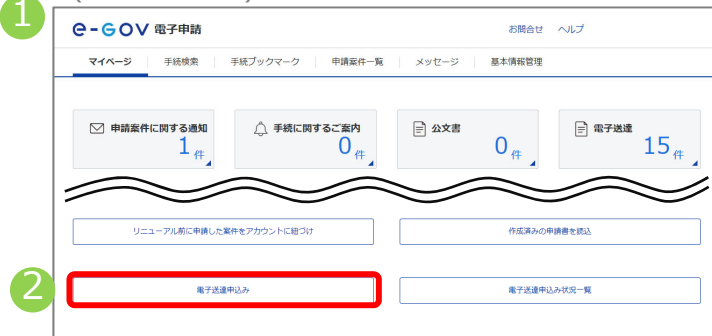 1
e-GOV 電子申請
お問合せ ヘルプ
マイページ 手続検索 手続ブックマーク 申請案件一覧 メッセージ 基本情報管理
申請案件に関する通知 手続に関するご案内 公文書 電子送達
1件 0件 0件 15件
リニューアル前に申請した案件をアカウントに紐づけ 作成済みの申請書を読込
2
電子送達申込み 電子送達申込み状況一覧